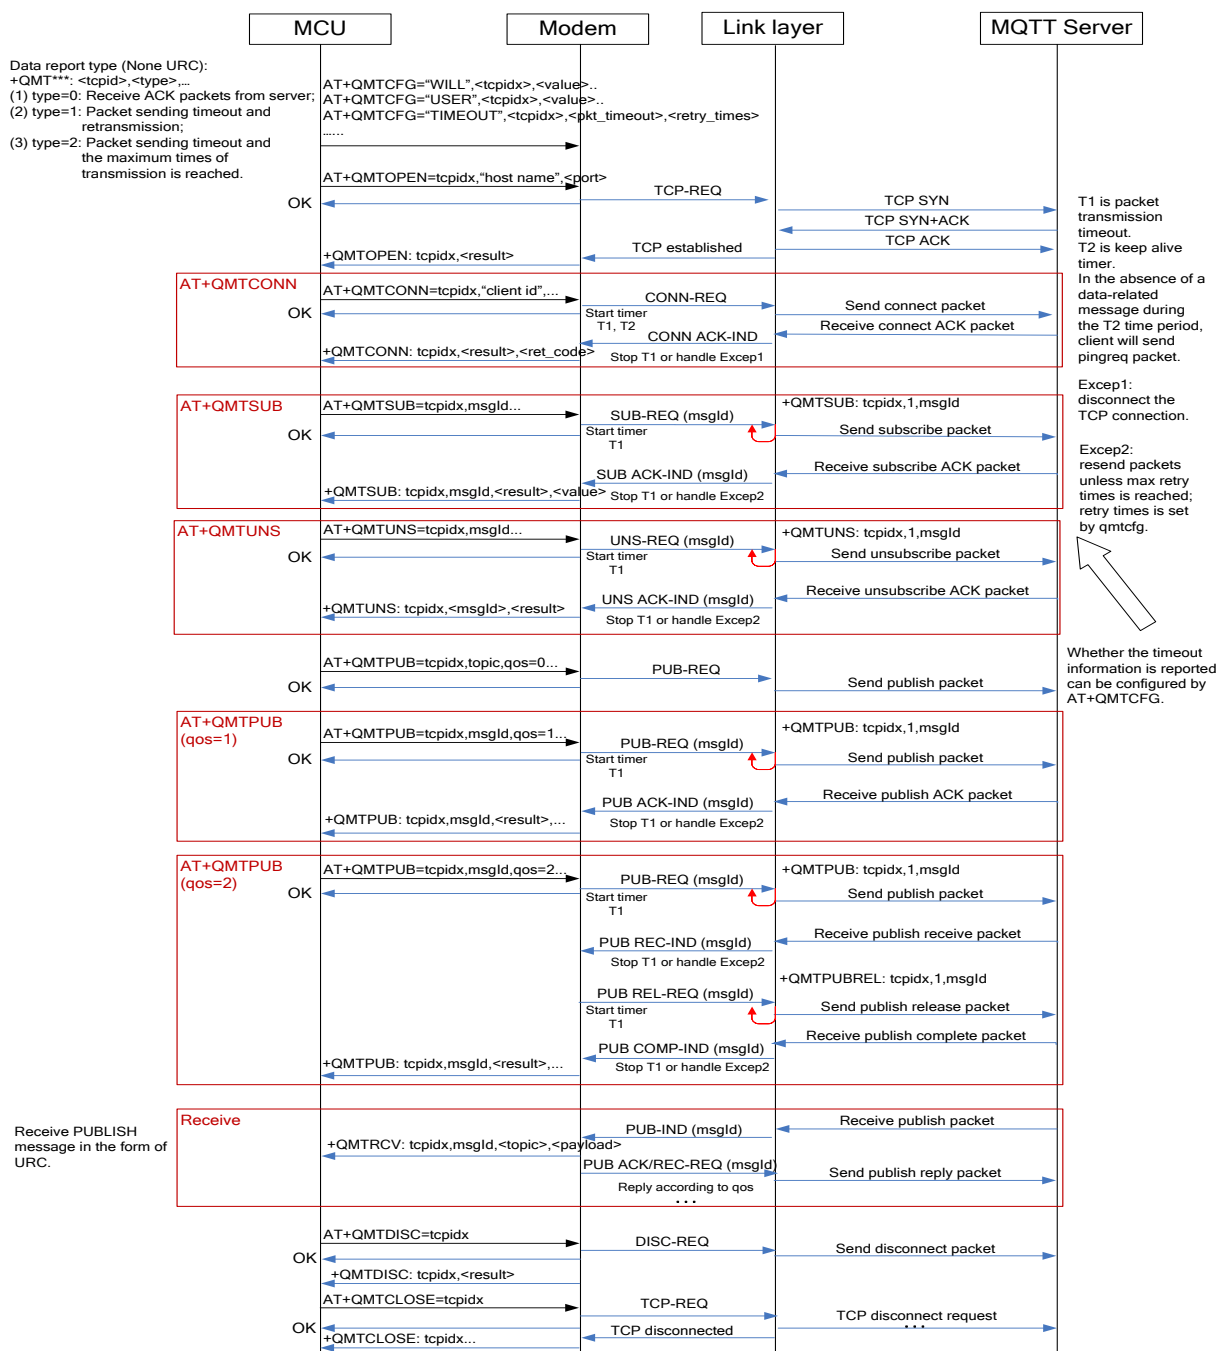 MCU
Modem
Link layer
MQTT Server
Data report type (None URC):
+QMT***: <tcpid>,<type>,...
(1) type=0: Receive ACK packets from server;
(2) type=1: Packet sending timeout and
retransmission;
(3) type=2: Packet sending timeout and
the maximum times of
transmission is reached.
AT+QMTCFG=“WILL”,<tcpidx>,<value>..
AT+QMTCFG=“USER”,<tcpidx>,<value>..
AT+QMTCFG=“TIMEOUT”,<tcpidx>,<pkt_timeout>,<retry_times>
……
AT+QMTOPEN=tcpidx,“host name”,<port>
OK
TCP-REQ
TCP SYN
TCP SYN+ACK
TCP established
TCP ACK
+QMTOPEN: tcpidx,<result>
T1 is packet
transmission
timeout.
T2 is keep alive
timer.
In the absence of a
data-related
message during
the T2 time period,
client will send
pingreq packet.
AT+QMTCONN
AT+QMTCONN=tcpidx,“client id”,...
OK
CONN-REQ
Start timer
T1, T2
Send connect packet
Receive connect ACK packet
CONN ACK-IND
+QMTCONN: tcpidx,<result>,<ret_code>
Stop T1 or handle Excep1
Excep1:
disconnect the
TCP connection.
AT+QMTSUB
AT+QMTSUB=tcpidx,msgId...
OK
SUB-REQ (msgId)
Start timer
T1
+QMTSUB: tcpidx,1,msgId
Send subscribe packet
Receive subscribe ACK packet
SUB ACK-IND (msgId)
+QMTSUB: tcpidx,msgId,<result>,<value>
Stop T1 or handle Excep2
Excep2:
resend packets
unless max retry
times is reached;
retry times is set
by qmtcfg.
AT+QMTUNS
AT+QMTUNS=tcpidx,msgId...
OK
UNS-REQ (msgId)
Start timer
T1
+QMTUNS: tcpidx,1,msgId
Send unsubscribe packet
Receive unsubscribe ACK packet
UNS ACK-IND (msgId)
+QMTUNS: tcpidx,<msgId>,<result>
Stop T1 or handle Excep2
Whether the timeout
information is reported
can be configured by
AT+QMTCFG.
AT+QMTPUB=tcpidx,topic,qos=0...
OK
PUB-REQ
Send publish packet
AT+QMTPUB
(qos=1)
AT+QMTPUB=tcpidx,msgId,qos=1...
OK
PUB-REQ (msgId)
Start timer
T1
+QMTPUB: tcpidx,1,msgId
Send publish packet
Receive publish ACK packet
PUB ACK-IND (msgId)
+QMTPUB: tcpidx,msgId,<result>,...
Stop T1 or handle Excep2
AT+QMTPUB
(qos=2)
AT+QMTPUB=tcpidx,msgId,qos=2...
OK
PUB-REQ (msgId)
Start timer
T1
+QMTPUB: tcpidx,1,msgId
Send publish packet
Receive publish receive packet
PUB REC-IND (msgId)
Stop T1 or handle Excep2
+QMTPUBREL: tcpidx,1,msgId
PUB REL-REQ (msgId)
Start timer
T1
Send publish release packet
Receive publish complete packet
PUB COMP-IND (msgId)
+QMTPUB: tcpidx,msgId,<result>,...
Stop T1 or handle Excep2
Receive PUBLISH
message in the form of
URC.
Receive
Receive publish packet
PUB-IND (msgId)
+QMTRCV: tcpidx,msgId,<topic>,<payload>
PUB ACK/REC-REQ (msgId)
Send publish reply packet
Reply according to qos
...
AT+QMTDISC=tcpidx
OK
DISC-REQ
Send disconnect packet
+QMTDISC: tcpidx,<result>
AT+QMTCLOSE=tcpidx
OK
TCP-REQ
TCP disconnect request
...
TCP disconnected
+QMTCLOSE: tcpidx...